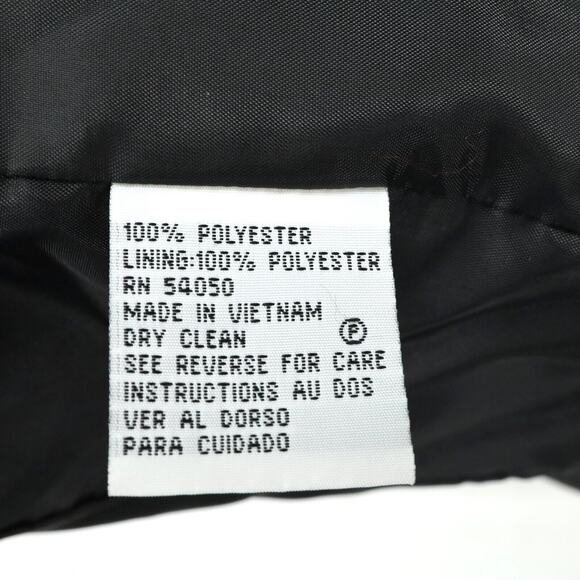 100% POLYESTER
LINING:100% POLYESTER
RN 54050
MADE IN VIETNAM
DRY CLEAN Ⓟ
SEE REVERSE FOR CARE
INSTRUCTIONS AU DOS
VER AL DORSO
PARA CUIDADO